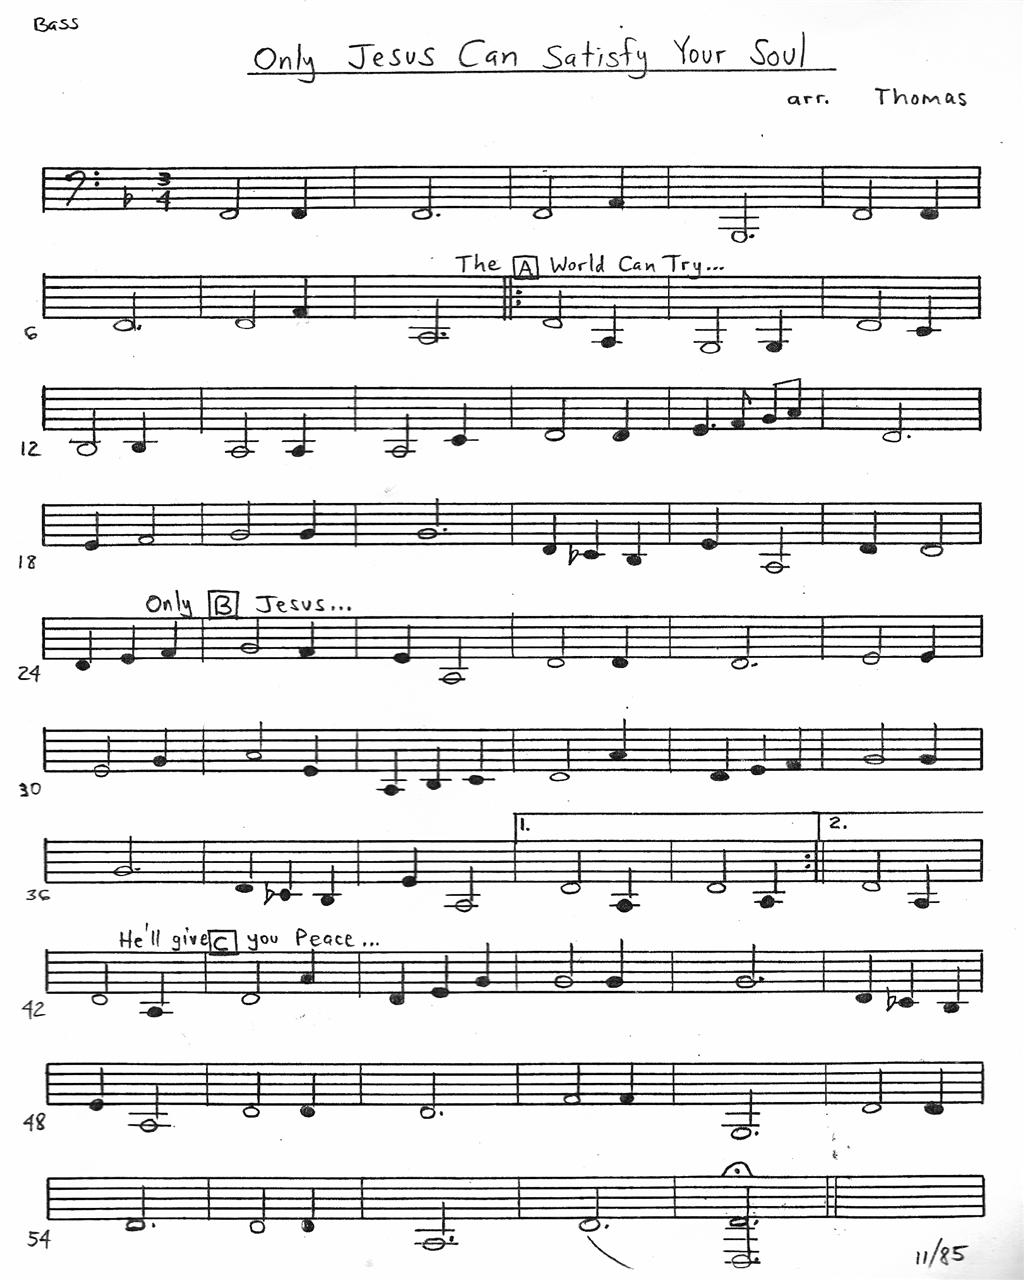 Bass
Only Jesus Can Satisfy Your Soul
arr. Thomas
3
4
6
The A World Can Try...
12
18
24
Only B Jesus...
30
36
1.
2.
42
He'll give C you Peace...
48
54
11/85